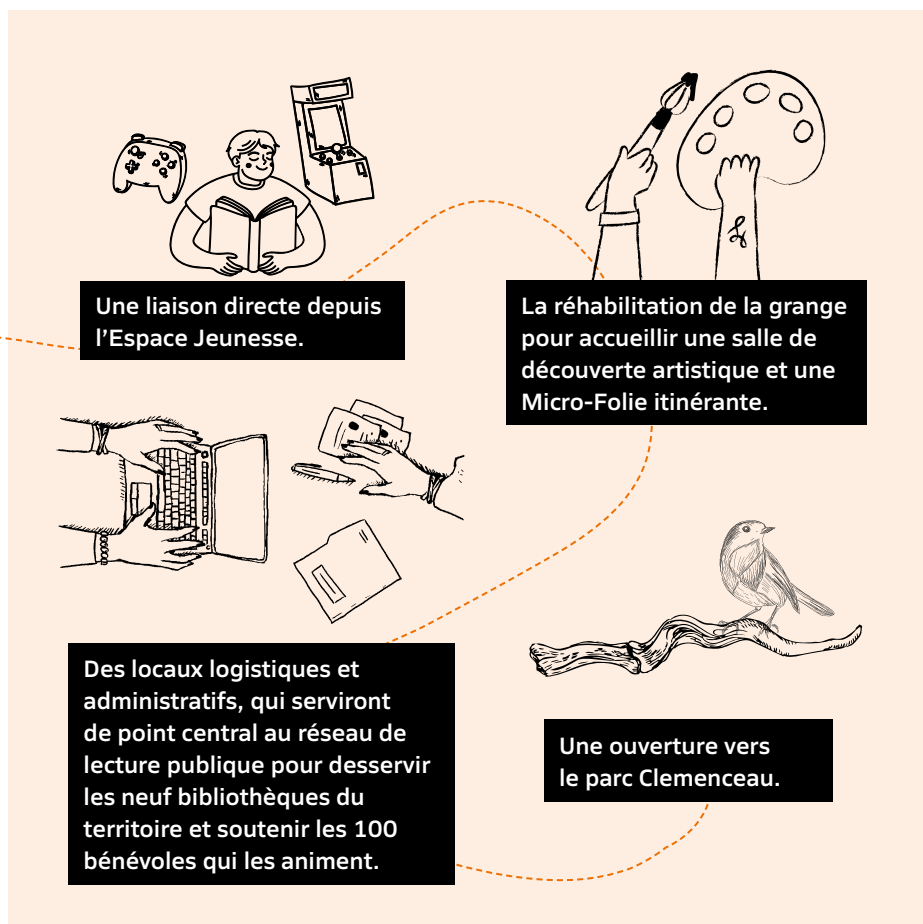 Une liaison directe depuis
l’Espace Jeunesse.
La réhabilitation de la grange
pour accueillir une salle de
découverte artistique et une
Micro-Folie itinérante.
Des locaux logistiques et
administratifs, qui serviront
de point central au réseau de
lecture publique pour desservir
les neuf bibliothèques du
territoire et soutenir les 100
bénévoles qui les animent.
Une ouverture vers
le parc Clemenceau.